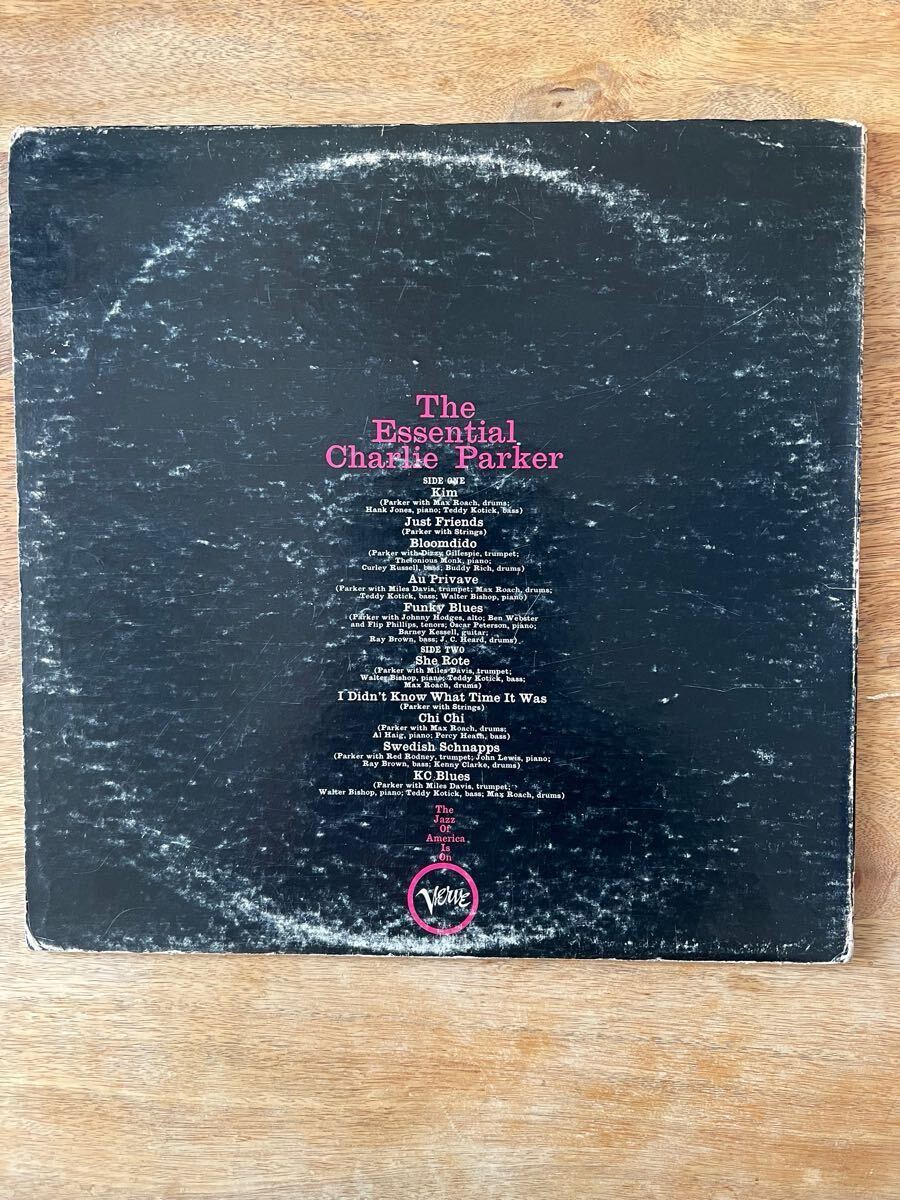 The
Essential
Charlie Parker
SIDE ONE
Kim
(Parker with Max Roach, drums;
Hank Jones, piano; Teddy Kotick, bass)
Just Friends
(Parker with Strings)
Bloomdido
(Parker with Dizzy Gillespie, trumpet;
Thelonious Monk, piano;
Curley Russell, bass; Buddy Rich, drums)
Au Privave
(Parker with Miles Davis, trumpet; Max Roach, drums;
Teddy Kotick, bass; Walter Bishop, piano)
Funky Blues
(Parker with Johnny Hodges, alto; Ben Webster
and Flip Phillips, tenors; Oscar Peterson, piano;
Barney Kessell, guitar;
Ray Brown, bass; J. C. Heard, drums)
SIDE TWO
She Rote
(Parker with Miles Davis, trumpet;
Walter Bishop, piano; Teddy Kotick, bass;
Max Roach, drums)
I Didn't Know What Time It Was
(Parker with Strings)
Chi Chi
(Parker with Max Roach, drums;
Al Haig, piano; Percy Heath, bass)
Swedish Schnapps
(Parker with Red Rodney, trumpet; John Lewis, piano;
Ray Brown, bass; Kenny Clarke, drums)
KC Blues
(Parker with Miles Davis, trumpet;
Walter Bishop, piano; Teddy Kotick, bass; Max Roach, drums)
The
Jazz
Of
America
Is
On
Verve